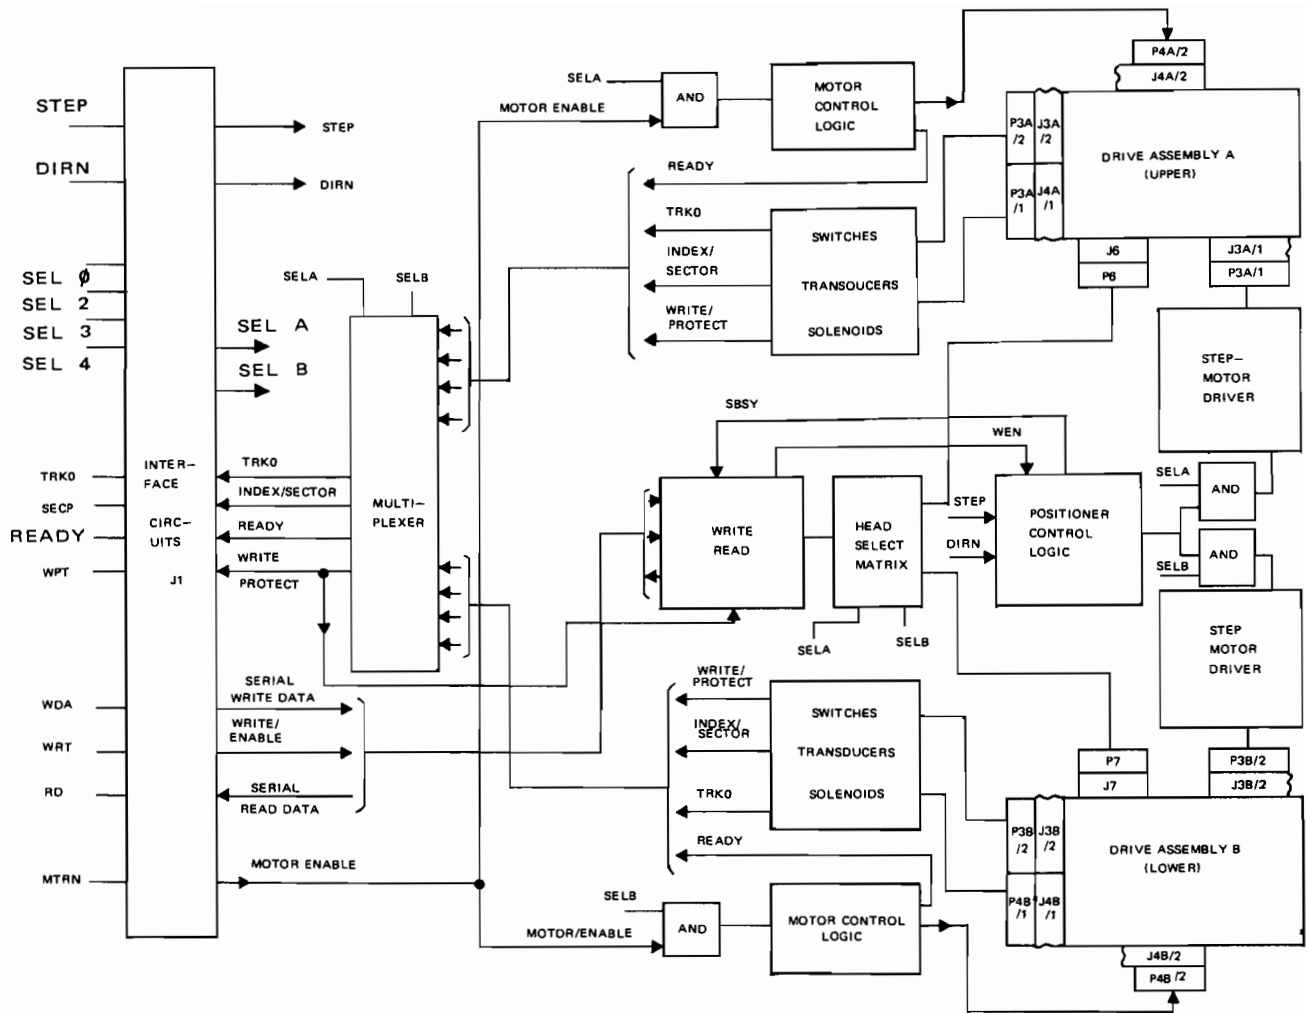 STEP
DIRN
SEL Ø
SEL 2
SEL 3
SEL 4
TRK0
SECP
READY
WPT
WDA
WRT
RD
MTRN
INTER-
FACE
CIRC-
UITS
J1
STEP
DIRN
SEL A
SEL B
TRK0
INDEX/SECTOR
READY
WRITE
PROTECT
SERIAL
WRITE DATA
WRITE/
ENABLE
SERIAL
READ DATA
MOTOR ENABLE
SELA
SELB
MULTI-
PLEXER
SELA
MOTOR ENABLE
AND
MOTOR
CONTROL
LOGIC
READY
TRK0
INDEX/
SECTOR
WRITE/
PROTECT
SWITCHES
TRANSOUCERS
SOLENOIDS
P4A/2
J4A/2
P3A
/2
J3A
/2
P3A
/1
J4A
/1
DRIVE ASSEMBLY A
(UPPER)
J6
P6
J3A/1
P3A/1
STEP-
MOTOR
DRIVER
SBSY
WEN
WRITE
READ
HEAD
SELECT
MATRIX
SELA
SELB
STEP
DIRN
POSITIONER
CONTROL
LOGIC
SELA
AND
AND
SELB
STEP
MOTOR
DRIVER
WRITE/
PROTECT
INDEX/
SECTOR
TRK0
READY
SWITCHES
TRANSDUCERS
SOLENOIDS
P7
J7
P3B/2
J3B/2
P3B
/2
J3B
/2
P4B
/1
J4B
/1
DRIVE ASSEMBLY B
(LOWER)
SELB
MOTDR/ENABLE
AND
MOTOR CONTROL
LOGIC
J4B/2
P4B/2